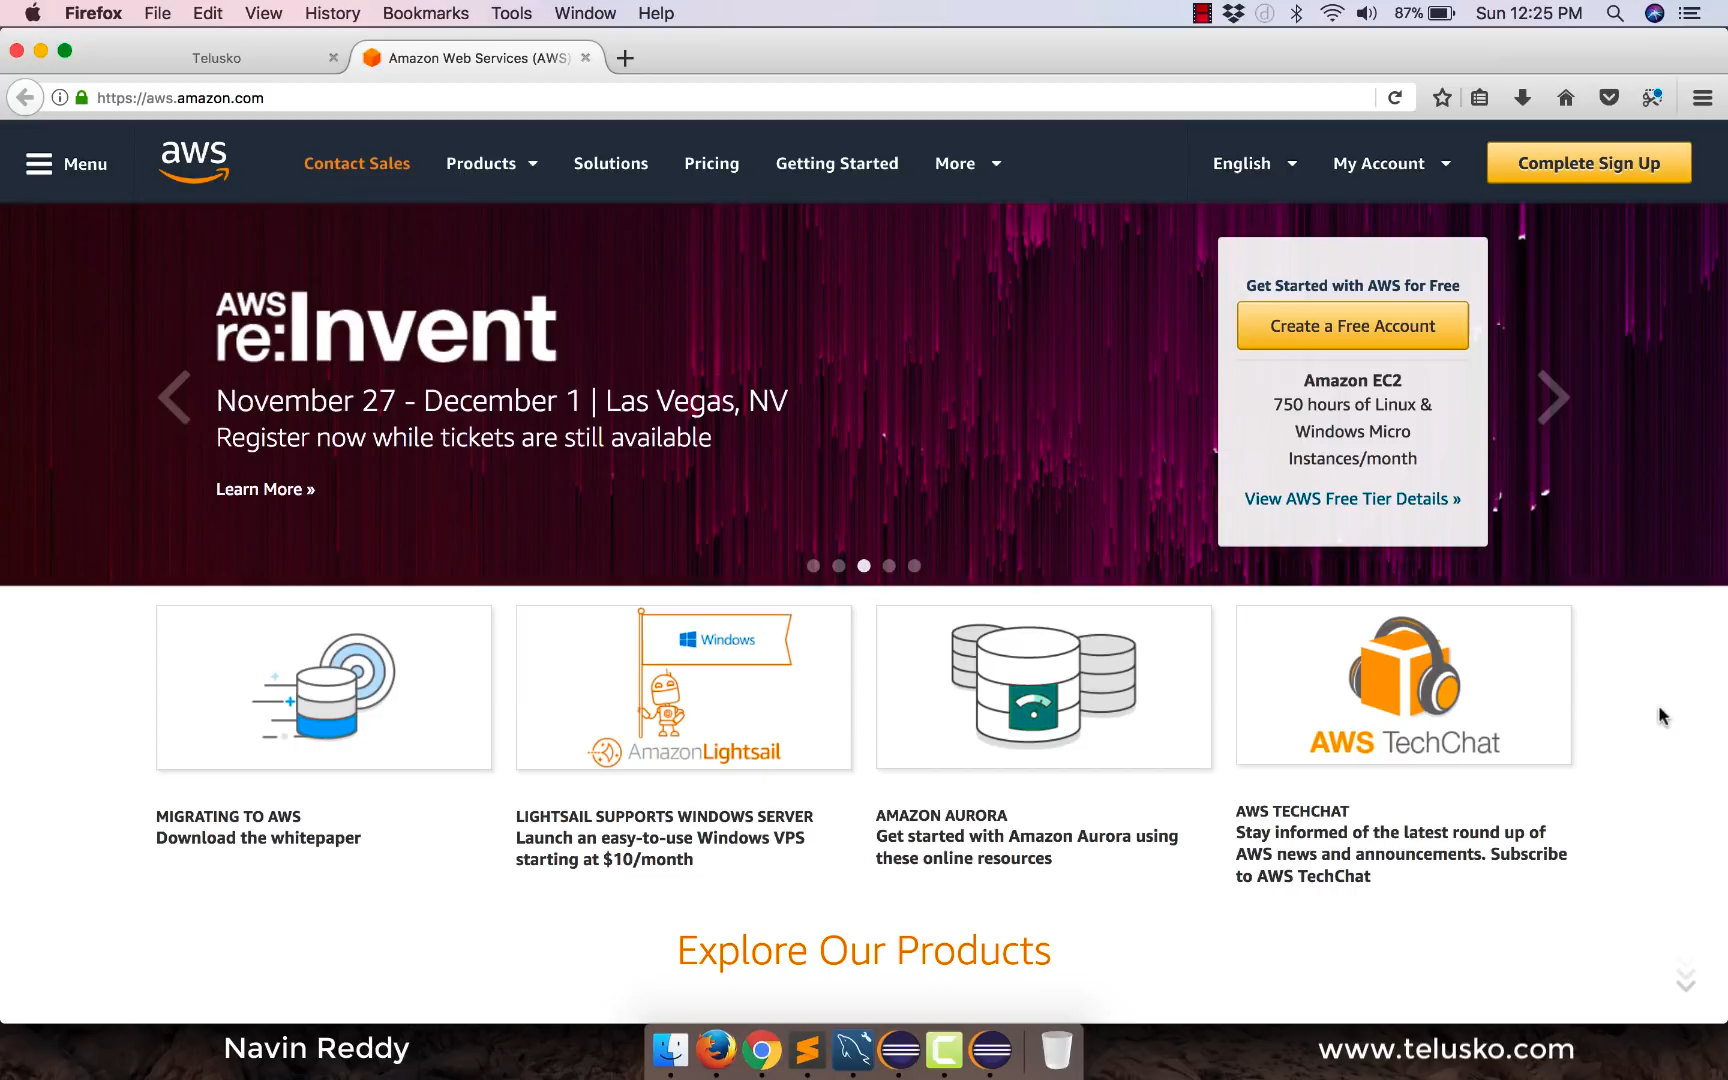 Firefox File Edit View History Bookmarks Tools Window Help 87% Sun 12:25 PM
Telusko Amazon Web Services (AWS)
https://aws.amazon.com
Menu aws Contact Sales Products Solutions Pricing Getting Started More English My Account Complete Sign Up
AWS
re:Invent
November 27 - December 1 | Las Vegas, NV
Register now while tickets are still available
Learn More »
Get Started with AWS for Free
Create a Free Account
Amazon EC2
750 hours of Linux &
Windows Micro
Instances/month
View AWS Free Tier Details »
Windows
AmazonLightsail
AWS TechChat
MIGRATING TO AWS
Download the whitepaper
LIGHTSAIL SUPPORTS WINDOWS SERVER
Launch an easy-to-use Windows VPS
starting at $10/month
AMAZON AURORA
Get started with Amazon Aurora using
these online resources
AWS TECHCHAT
Stay informed of the latest round up of
AWS news and announcements. Subscribe
to AWS TechChat
Explore Our Products
Navin Reddy
www.telusko.com